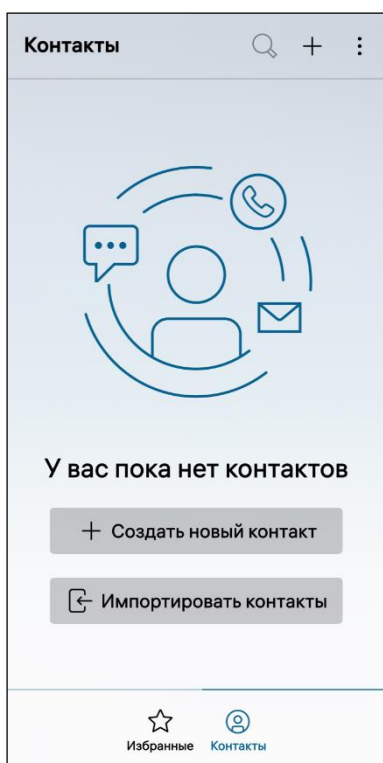 Контакты
У вас пока нет контактов
Создать новый контакт
Импортировать контакты
Избранные
Контакты